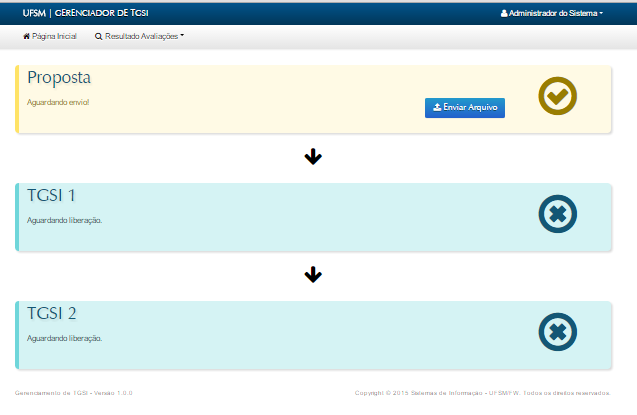 UFSM | GERENCIADOR DE TGSI
Administrador do Sistema
Página Inicial
Resultado Avaliações
Proposta
Aguardando envio!
Enviar Arquivo
TGSI 1
Aguardando liberação.
TGSI 2
Aguardando liberação.
Gerenciamento de TGSI - Versão 1.0.0
Copyright © 2015 Sistemas de Informação - UFSM/FW. Todos os direitos reservados.